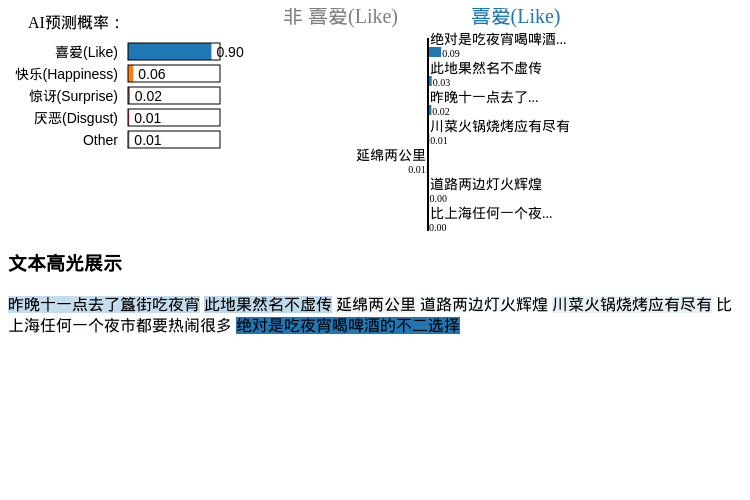 AI预测概率：
喜爱(Like) 0.90
快乐(Happiness) 0.06
惊讶(Surprise) 0.02
厌恶(Disgust) 0.01
Other 0.01
非 喜爱(Like) 喜爱(Like)
绝对是吃夜宵喝啤酒...
0.09
此地果然名不虚传
0.03
昨晚十一点去了...
0.02
川菜火锅烧烤应有尽有
0.01
延绵两公里
0.01
道路两边灯火辉煌
0.00
比上海任何一个夜...
0.00
文本高光展示
昨晚十一点去了簋街吃夜宵 此地果然名不虚传 延绵两公里 道路两边灯火辉煌 川菜火锅烧烤应有尽有 比
上海任何一个夜市都要热闹很多 绝对是吃夜宵喝啤酒的不二选择